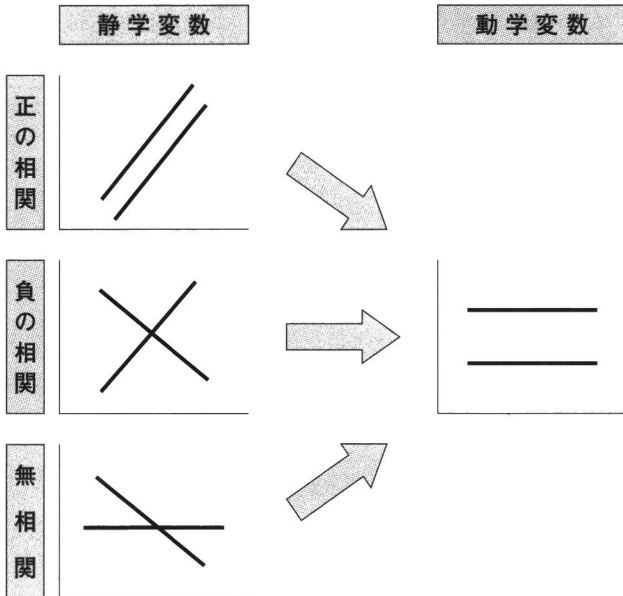 静学変数
動学変数
正の相関
負の相関
無相関